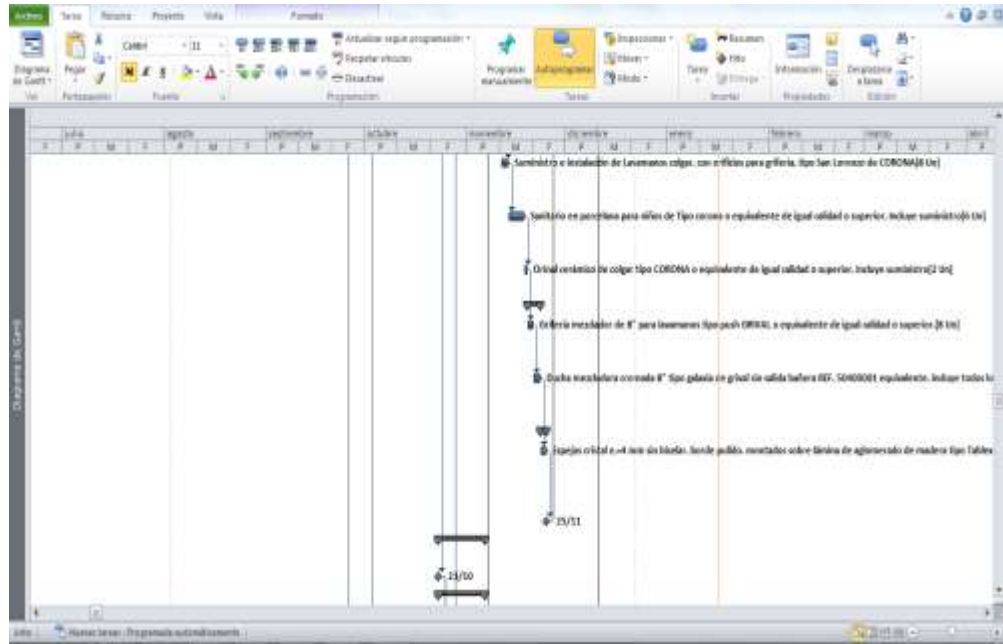 Archivo Tarea Recurso Proyecto Vista Formato
Diagrama de Gantt
Pegar
Calibri 11
N K S
Actualizar según programación
Respetar vínculos
Desactivar
Programar manualmente
Autoprogramar
Inspeccionar
Mover
Modo
Tarea
Resumen
Hito
Entrega
Información
Desplazarse a tarea
Ver Portapapeles Fuente Programación Tareas Insertar Propiedades Edición
julio agosto septiembre octubre noviembre diciembre enero febrero marzo abril
Suministro e instalación de Lavamanos colgar, con orificios para grifería, tipo San Lorenzo de CORONA[8 Un]
Sanitario en porcelana para niños de Tipo corona o equivalente de igual calidad o superior. Incluye suministro[6 Un]
Orinal cerámico de colgar tipo CORONA o equivalente de igual calidad o superior. Incluye suministro[2 Un]
Grifería mezclador de 8" para lavamanos tipo push GRIVAL o equivalente de igual calidad o superior.[8 Un]
Ducha mezcladora cromada 8" tipo galaxia de grival sin salida bañera REF. equivalente. Incluye todos lo
Espejos cristal e.=4 mm sin biselar. borde pulido. montados sobre lámina de aglomerado de madera tipo Tablex
25/11
23/10
Diagrama de Gantt
Listo Nuevas tareas : Programada automáticamente